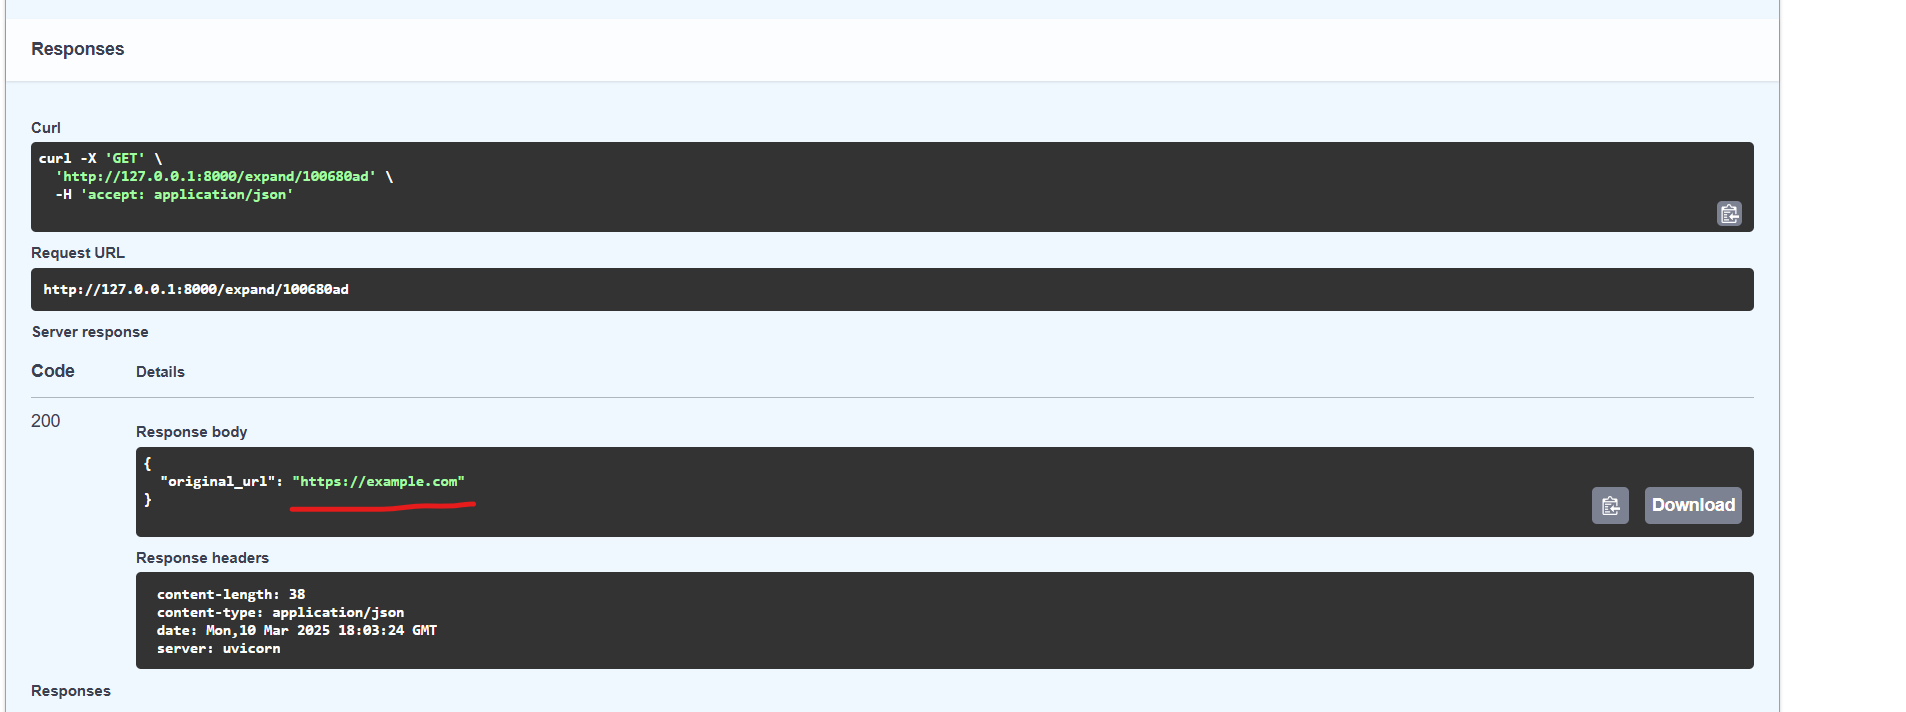 Responses
Curl
curl -X 'GET' \
  'http://127.0.0.1:8000/expand/100680ad' \
  -H 'accept: application/json'
Request URL
http://127.0.0.1:8000/expand/100680ad
Server response
Code Details
200
Response body
{
  "original_url": "https://example.com"
}
Download
Response headers
content-length: 38
content-type: application/json
date: Mon,10 Mar 2025 18:03:24 GMT
server: uvicorn
Responses